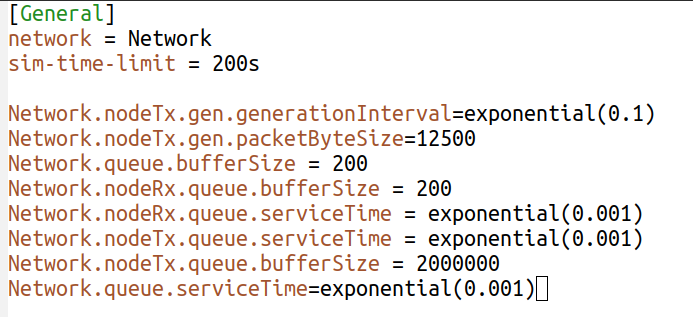 [General]
network = Network
sim-time-limit = 200s
Network.nodeTx.gen.generationInterval=exponential(0.1)
Network.nodeTx.gen.packetByteSize=12500
Network.queue.bufferSize = 200
Network.nodeRx.queue.bufferSize = 200
Network.nodeRx.queue.serviceTime = exponential(0.001)
Network.nodeTx.queue.serviceTime = exponential(0.001)
Network.nodeTx.queue.bufferSize = 2000000
Network.queue.serviceTime=exponential(0.001)